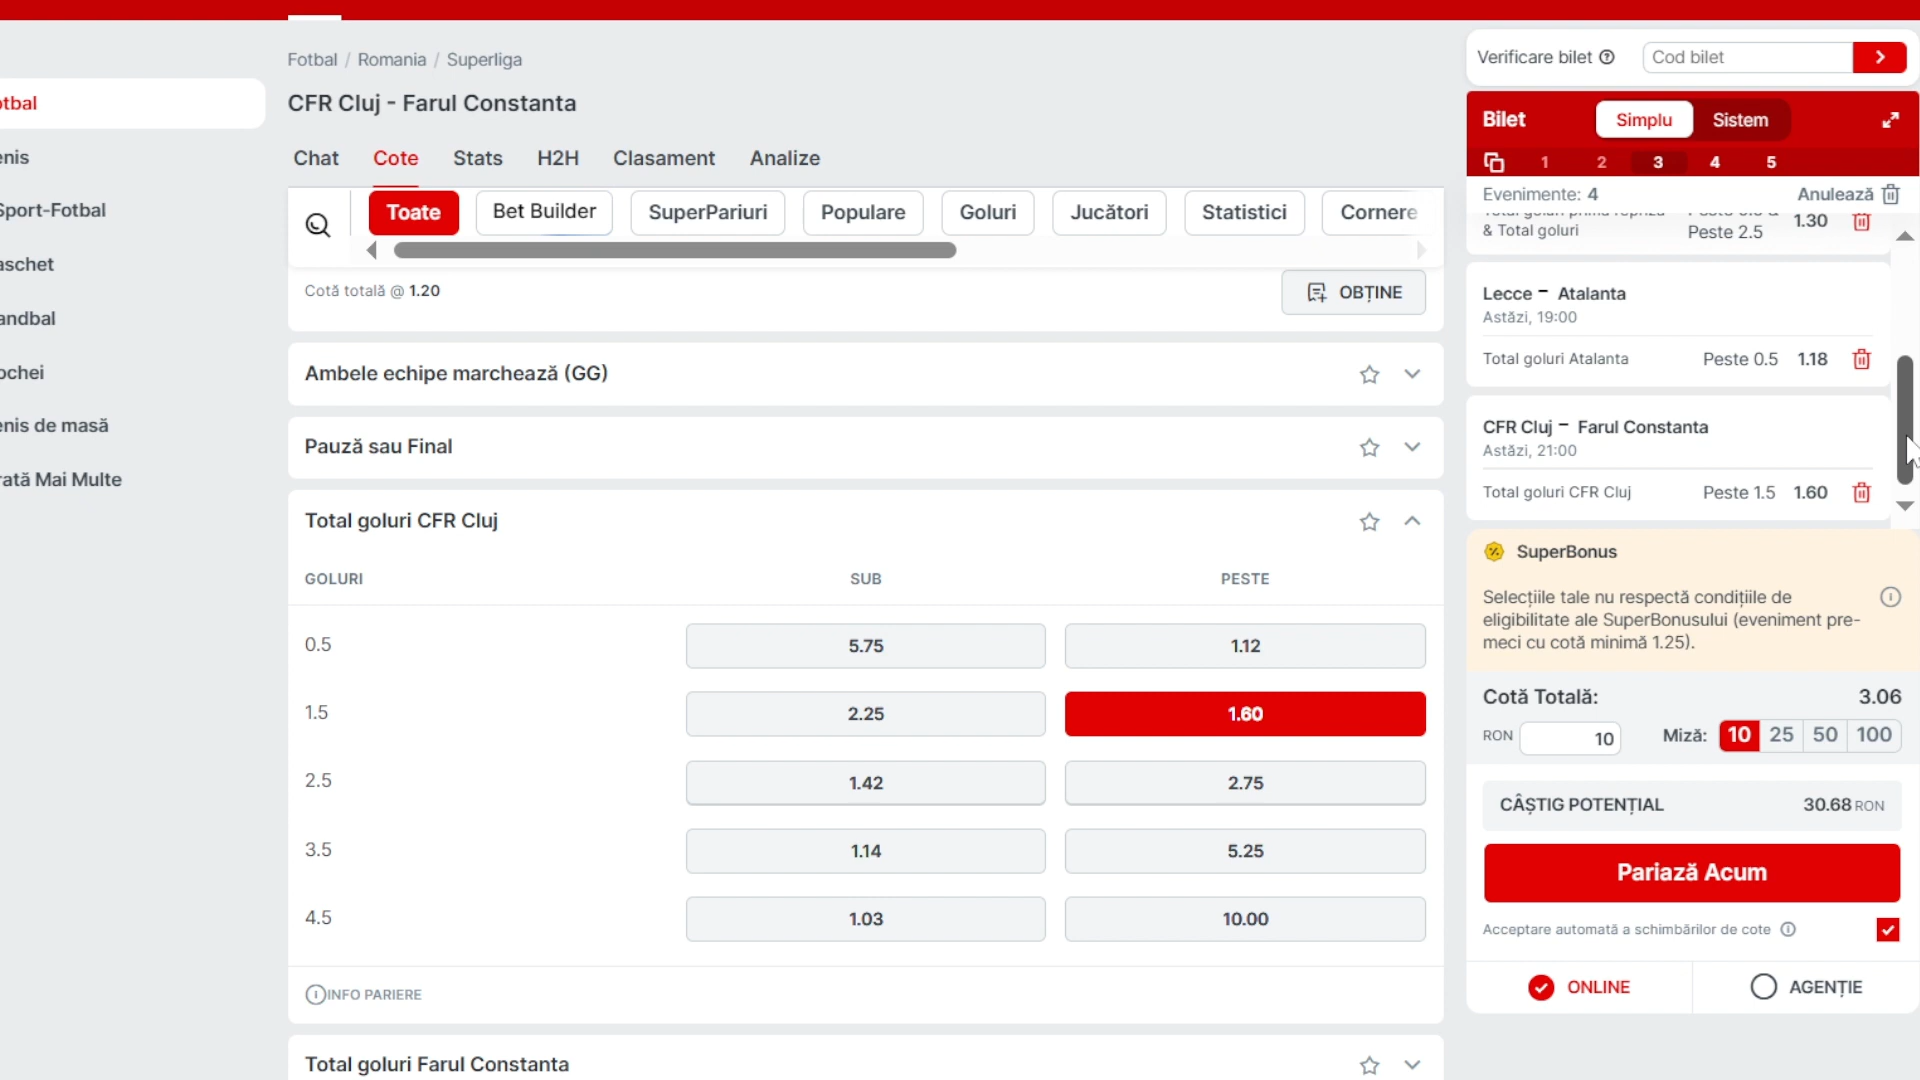 Fotbal / Romania / Superliga
CFR Cluj - Farul Constanta
Chat Cote Stats H2H Clasament Analize
Toate Bet Builder SuperPariuri Populare Goluri Jucători Statistici Cornere
Cotă totală @ 1.20
OBȚINE
Ambele echipe marchează (GG)
Pauză sau Final
Total goluri CFR Cluj
GOLURI SUB PESTE
0.5 5.75 1.12
1.5 2.25 1.60
2.5 1.42 2.75
3.5 1.14 5.25
4.5 1.03 10.00
INFO PARIERE
Total goluri Farul Constanta
otbal
enis
Sport-Fotbal
aschet
andbal
ochei
enis de masă
rată Mai Multe
Verificare bilet
Cod bilet
Bilet Simplu Sistem
1 2 3 4 5
Evenimente: 4 Anulează
& Total goluri Peste 2.5 1.30
Lecce - Atalanta
Astăzi, 19:00
Total goluri Atalanta Peste 0.5 1.18
CFR Cluj - Farul Constanta
Astăzi, 21:00
Total goluri CFR Cluj Peste 1.5 1.60
SuperBonus
Selecțiile tale nu respectă condițiile de
eligibilitate ale SuperBonusului (eveniment pre-
meci cu cotă minimă 1.25).
Cotă Totală: 3.06
RON 10 Miză: 10 25 50 100
CÂȘTIG POTENȚIAL 30.68 RON
Pariază Acum
Acceptare automată a schimbărilor de cote
ONLINE AGENȚIE